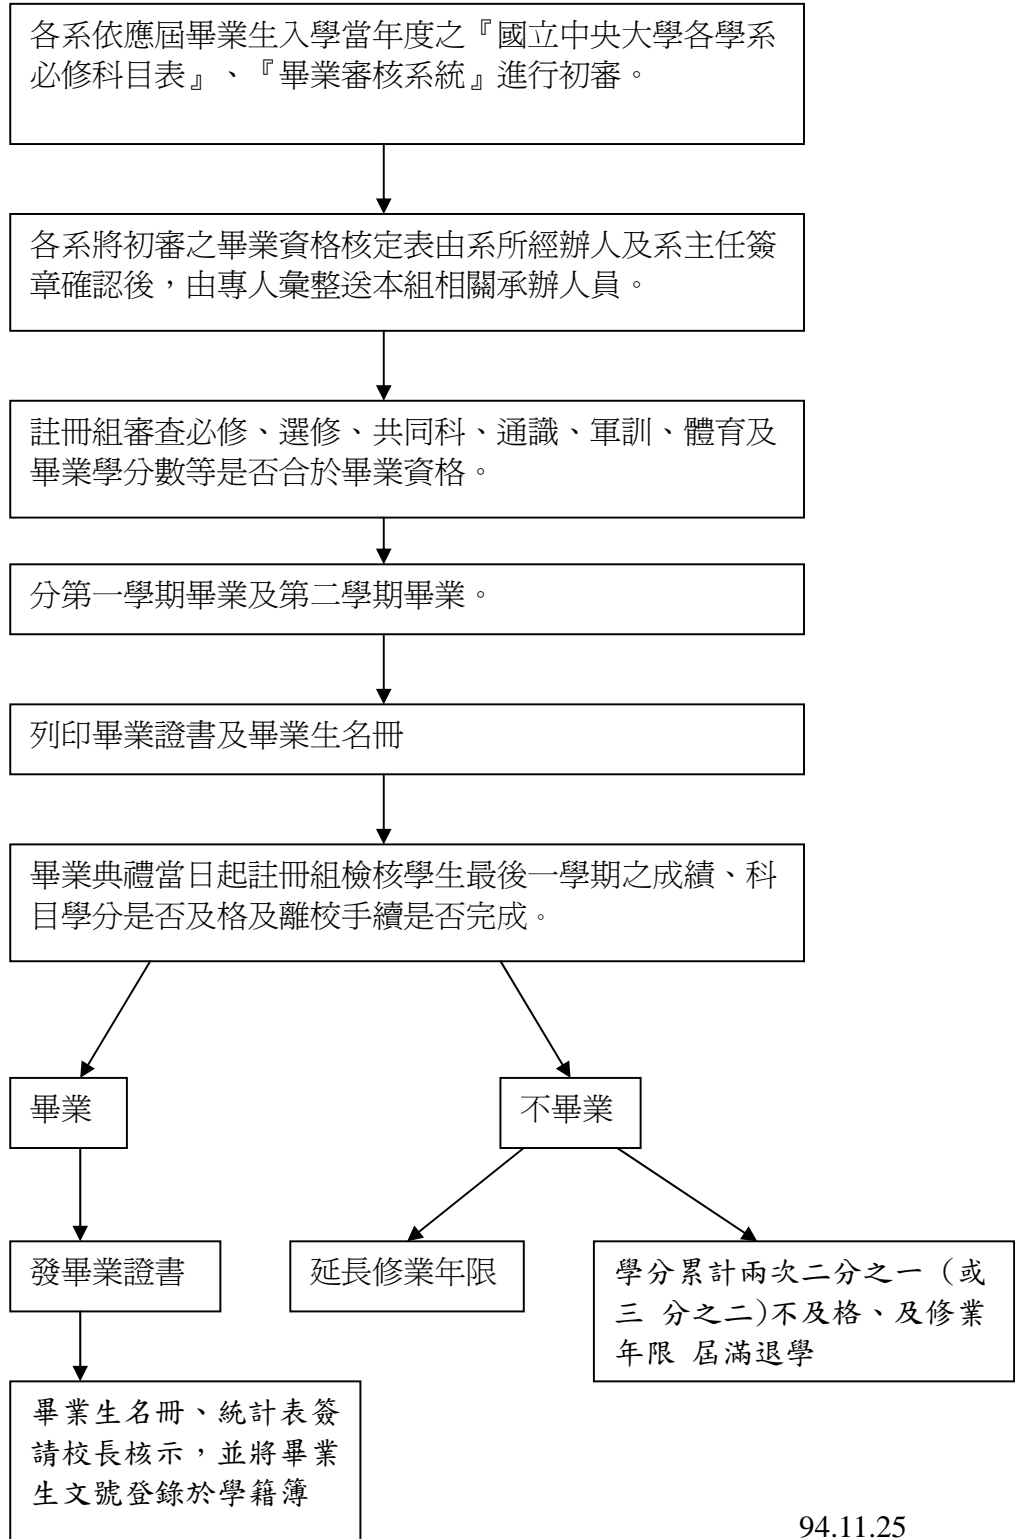 各系依應屆畢業生入學當年度之『國立中央大學各學系
必修科目表』、『畢業審核系統』進行初審。
各系將初審之畢業資格核定表由系所經辦人及系主任簽
章確認後，由專人彙整送本組相關承辦人員。
註冊組審查必修、選修、共同科、通識、軍訓、體育及
畢業學分數等是否合於畢業資格。
分第一學期畢業及第二學期畢業。
列印畢業證書及畢業生名冊
畢業典禮當日起註冊組檢核學生最後一學期之成績、科
目學分是否及格及離校手續是否完成。
畢業
不畢業
發畢業證書
延長修業年限
學分累計兩次二分之一（或
三 分之二)不及格、及修業
年限 屆滿退學
畢業生名冊、統計表簽
請校長核示，並將畢業
生文號登錄於學籍簿
94.11.25